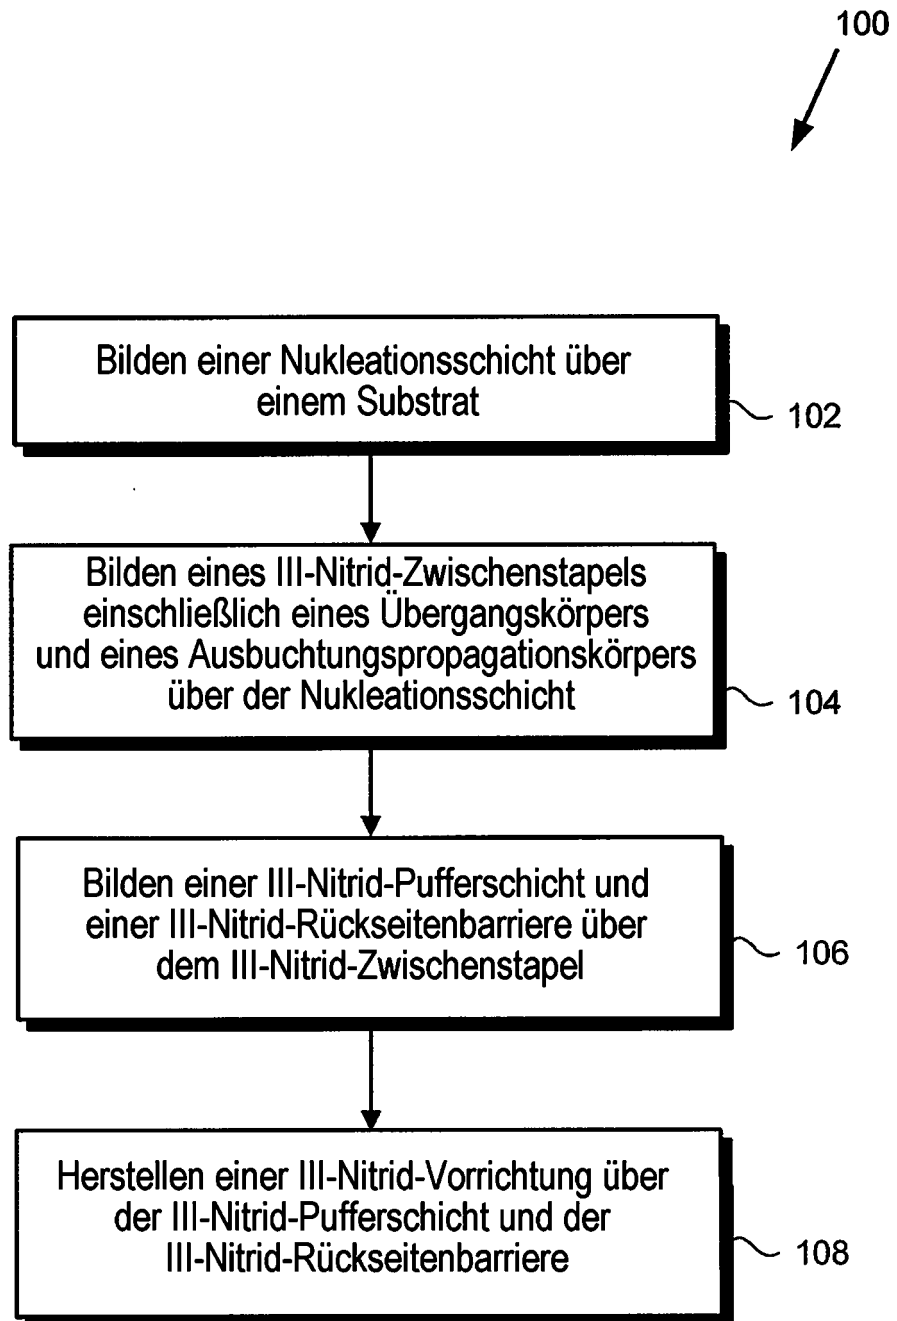 100
Bilden einer Nukleationsschicht über
einem Substrat
102
Bilden eines III-Nitrid-Zwischenstapels
einschließlich eines Übergangskörpers
und eines Ausbuchtungspropagationskörpers
über der Nukleationsschicht
104
Bilden einer III-Nitrid-Pufferschicht und
einer III-Nitrid-Rückseitenbarriere über
dem III-Nitrid-Zwischenstapel
106
Herstellen einer III-Nitrid-Vorrichtung über
der III-Nitrid-Pufferschicht und der
III-Nitrid-Rückseitenbarriere
108